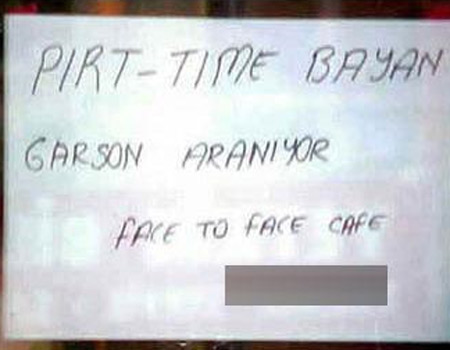 PIRT-TIME BAYAN
GARSON ARANIYOR
FACE TO FACE CAFE